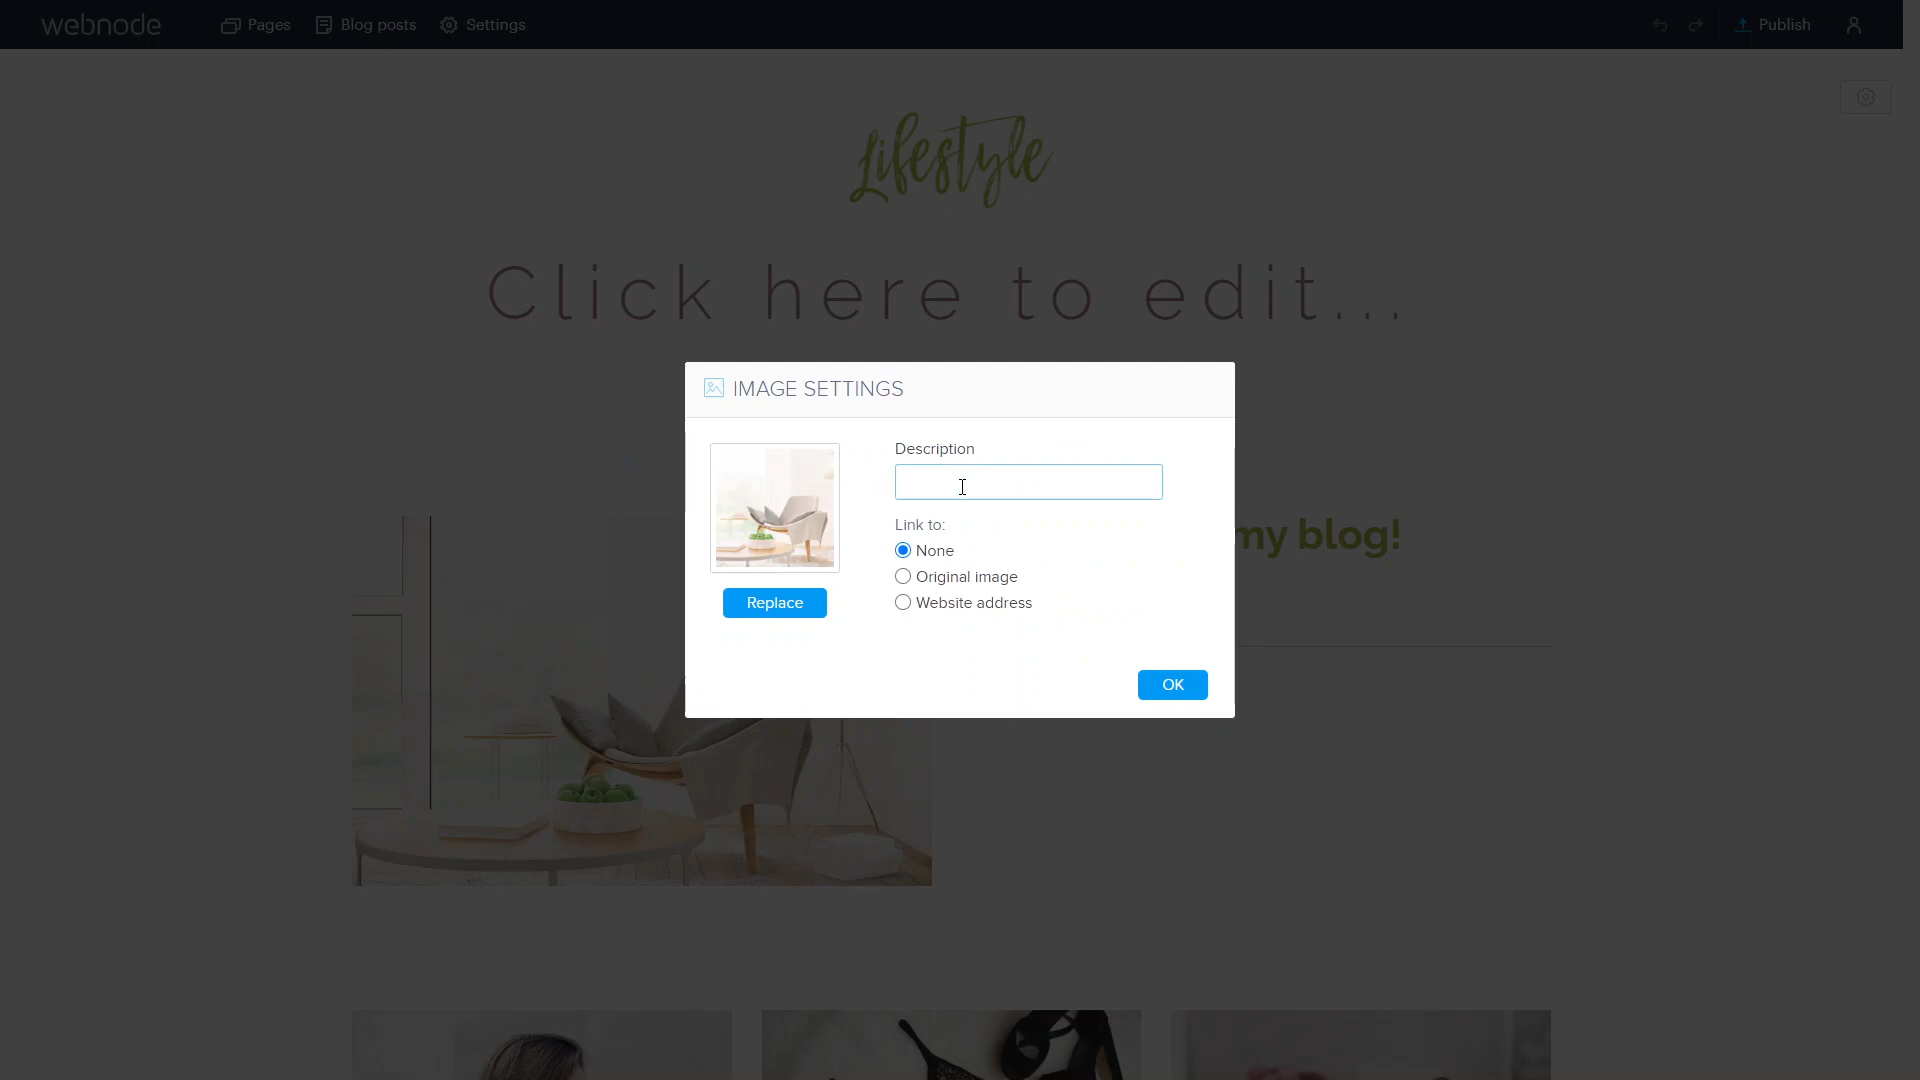 webnode
Pages
Blog posts
Settings
Publish
Lifestyle
Click here to edit...
IMAGE SETTINGS
Description
Link to:
None
Original image
Website address
Replace
OK
my blog!